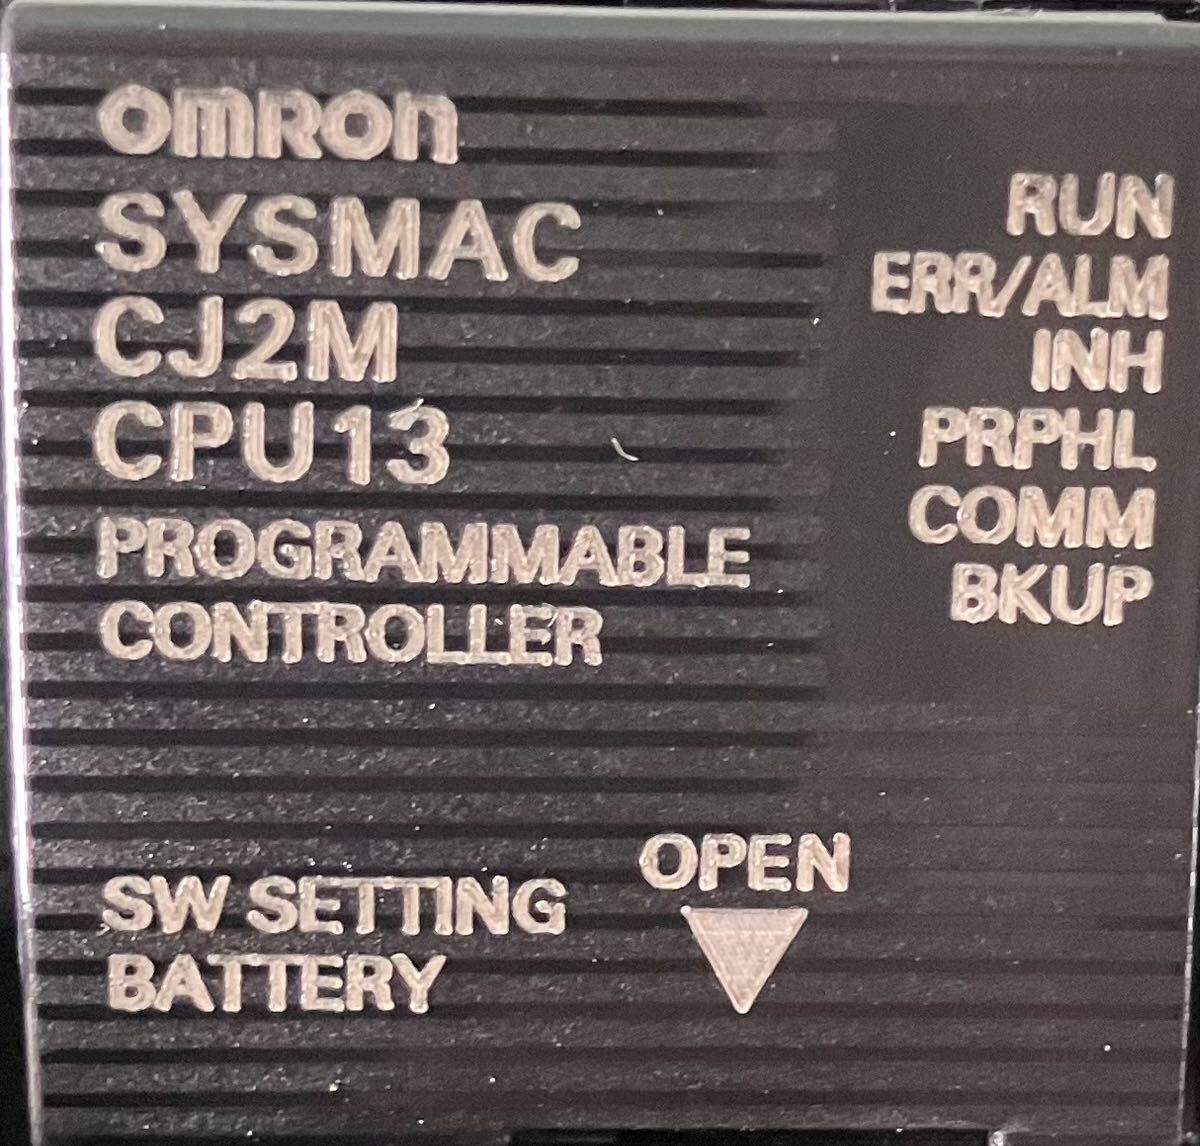 omron
SYSMAC
CJ2M
CPU13
PROGRAMMABLE
CONTROLLER
RUN
ERR/ALM
INH
PRPHL
COMM
BKUP
SW SETTING
BATTERY
OPEN